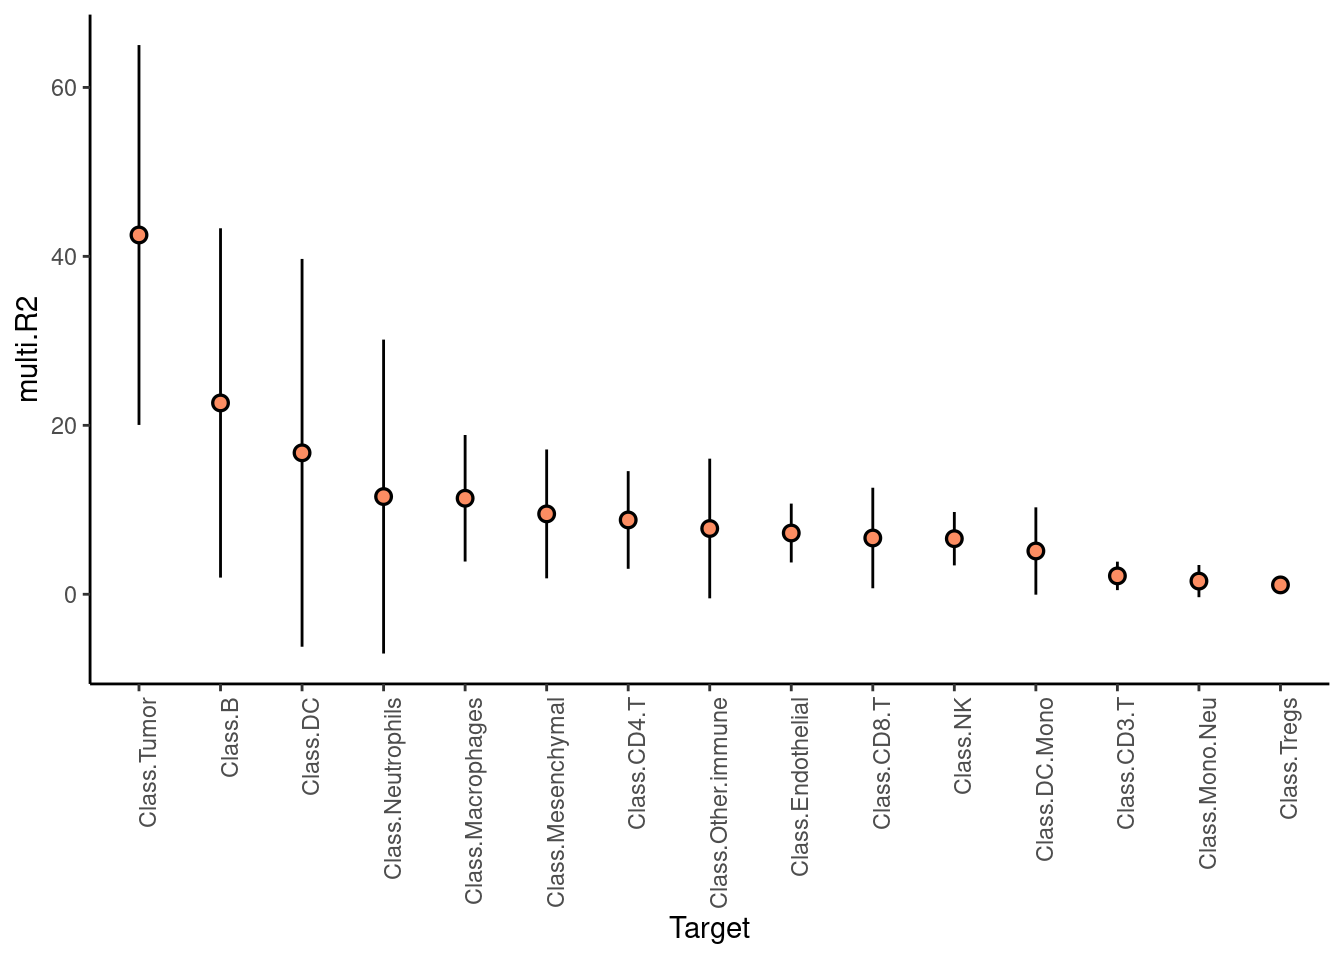 multi.R2
60
40
20
0
Class.Tumor
Class.B
Class.DC
Class.Neutrophils
Class.Macrophages
Class.Mesenchymal
Class.CD4.T
Class.Other.immune
Class.Endothelial
Class.CD8.T
Class.NK
Class.DC.Mono
Class.CD3.T
Class.Mono.Neu
Class.Tregs
Target